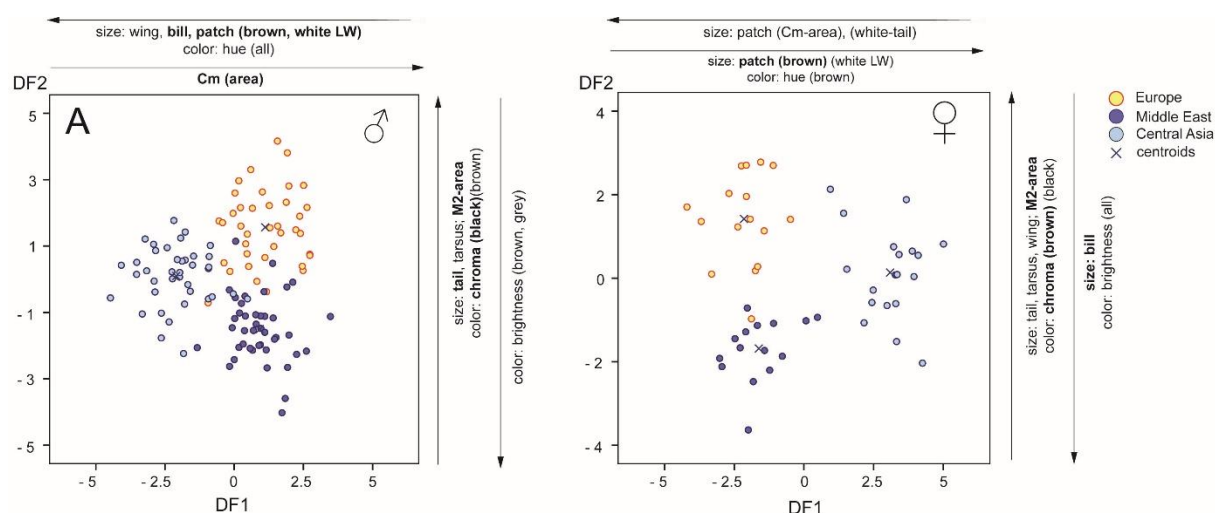 size: wing, bill, patch (brown, white LW)
color: hue (all)
Cm (area)
DF2
A
♂
5
3
1
- 1
- 3
- 5
- 5
- 2.5
0
2.5
5
DF1
size: tail, tarsus; M2-area
color: chroma (black)(brown)
color: brightness (brown, grey)
size: patch (Cm-area), (white-tail)
size: patch (brown) (white LW)
color: hue (brown)
DF2
♀
4
2
0
- 2
- 4
- 5
- 2.5
0
2.5
5
DF1
size: tail, tarsus, wing; M2-area
color: chroma (brown) (black)
size: bill
color: brightness (all)
Europe
Middle East
Central Asia
centroids